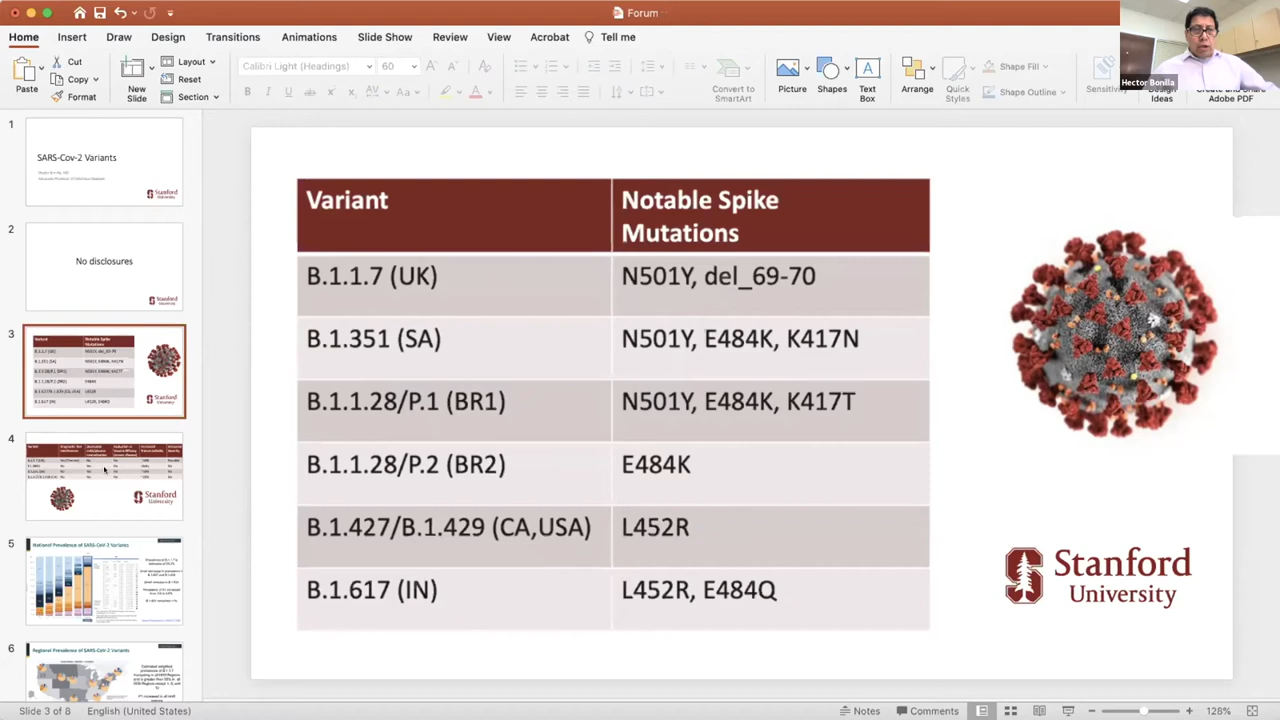 Forum
Home Insert Draw Design Transitions Animations Slide Show Review View Acrobat Tell me
Paste
Cut
Copy
Format
New Slide
Layout
Reset
Section
Calibri Light (Headings) 60
Convert to SmartArt
Picture
Shapes
Text Box
Arrange
Quick Styles
Shape Fill
Shape Outline
Design Ideas
Adobe PDF
Hector Bonilla
1
SARS-Cov-2 Variants
Stanford University
2
No disclosures
3
4
Stanford University
5
National Prevalence of SARS-CoV-2 Variants
6
Regional Prevalence of SARS-CoV-2 Variants
Variant Notable Spike Mutations
B.1.1.7 (UK) N501Y, del_69-70
B.1.351 (SA) N501Y, E484K, K417N
B.1.1.28/P.1 (BR1) N501Y, E484K, K417T
B.1.1.28/P.2 (BR2) E484K
B.1.427/B.1.429 (CA,USA) L452R
B.1. 617 (IN) L452R, E484Q
Stanford
University
Slide 3 of 8 English (United States) Notes Comments 128%